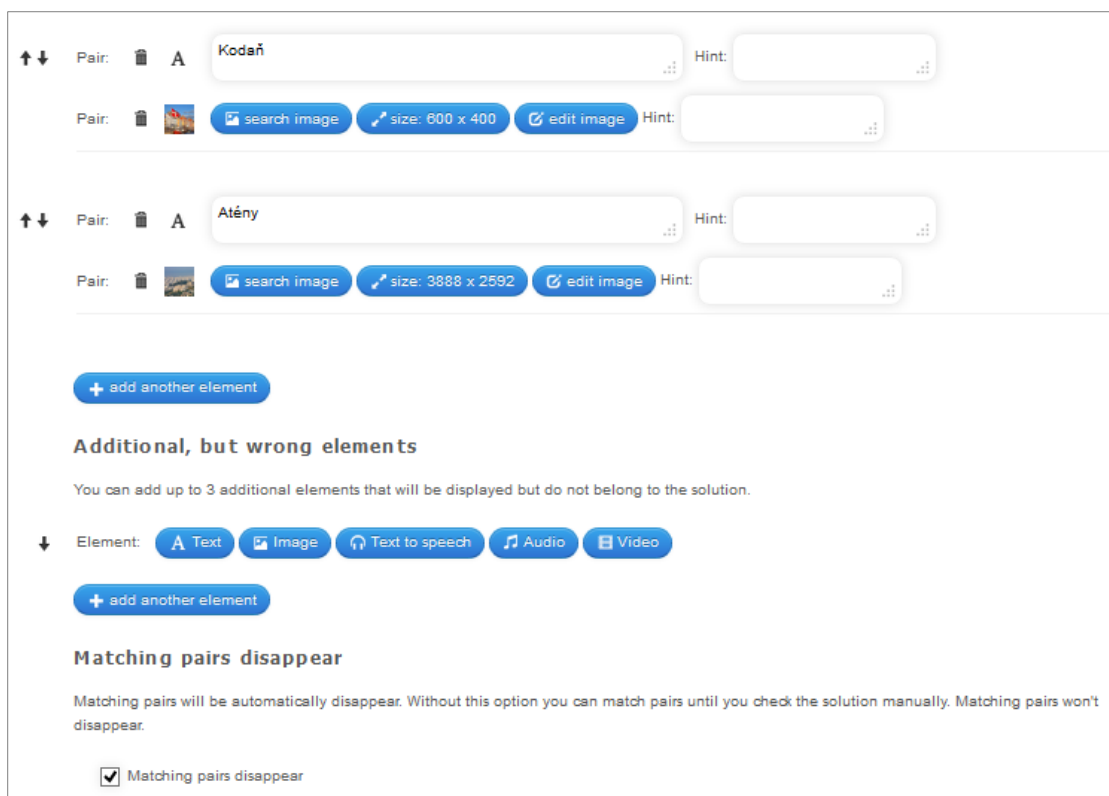 Pair: A Kodaň Hint:
Pair: search image size: 600 x 400 edit image Hint:
Pair: A Atény Hint:
Pair: search image size: 3888 x 2592 edit image Hint:
add another element
Additional, but wrong elements
You can add up to 3 additional elements that will be displayed but do not belong to the solution.
Element: A Text Image Text to speech Audio Video
add another element
Matching pairs disappear
Matching pairs will be automatically disappear. Without this option you can match pairs until you check the solution manually. Matching pairs won't
disappear.
Matching pairs disappear